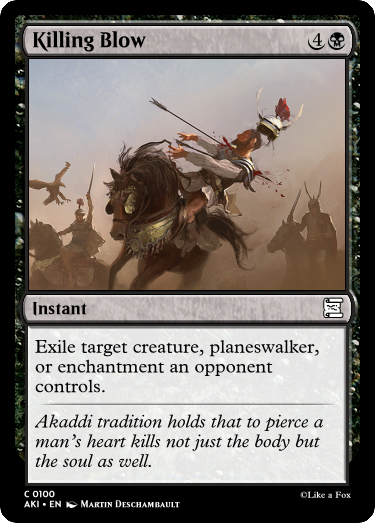 Killing Blow 4
Instant
Exile target creature, planeswalker,
or enchantment an opponent
controls.
Akaddi tradition holds that to pierce a
man's heart kills not just the body but
the soul as well.
C 0100
AKI • EN Martin Deschambault
©Like a Fox